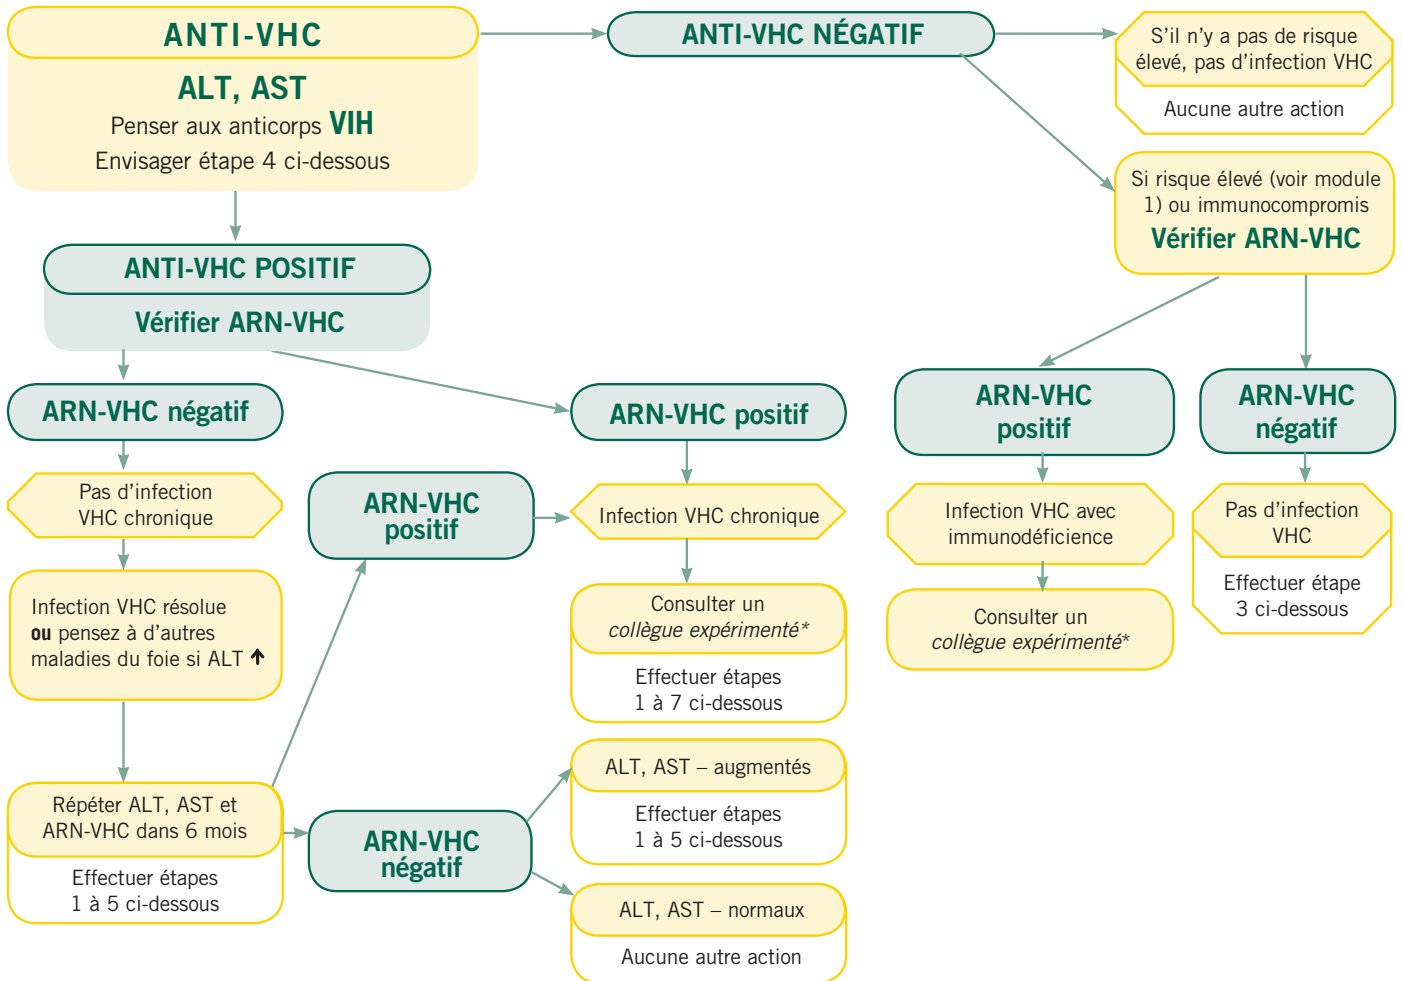 ANTI-VHC
ALT, AST
Penser aux anticorps VIH
Envisager étape 4 ci-dessous
ANTI-VHC NÉGATIF
S'il n'y a pas de risque
élevé, pas d'infection VHC
Aucune autre action
Si risque élevé (voir module
1) ou immunocompromis
Vérifier ARN-VHC
ANTI-VHC POSITIF
Vérifier ARN-VHC
ARN-VHC négatif
Pas d'infection
VHC chronique
Infection VHC résolue
ou pensez à d'autres
maladies du foie si ALT ↑
Répéter ALT, AST et
ARN-VHC dans 6 mois
Effectuer étapes
1 à 5 ci-dessous
ARN-VHC
positif
ARN-VHC
négatif
ARN-VHC positif
Infection VHC chronique
Consulter un
collègue expérimenté*
Effectuer étapes
1 à 7 ci-dessous
ALT, AST – augmentés
Effectuer étapes
1 à 5 ci-dessous
ALT, AST – normaux
Aucune autre action
ARN-VHC
positif
Infection VHC avec
immunodéficience
Consulter un
collègue expérimenté*
ARN-VHC
négatif
Pas d'infection
VHC
Effectuer étape
3 ci-dessous